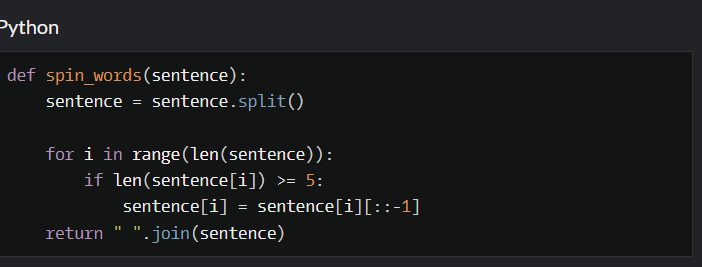 Python
def spin_words(sentence):
    sentence = sentence.split()
    for i in range(len(sentence)):
        if len(sentence[i]) >= 5:
            sentence[i] = sentence[i][::-1]
    return " ".join(sentence)